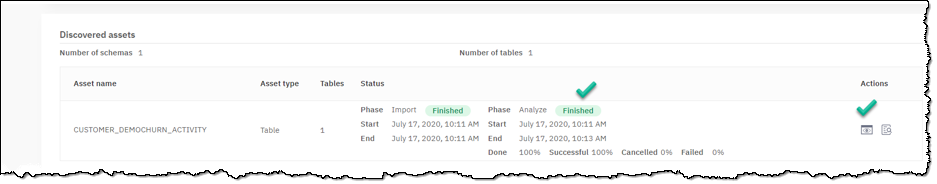 Discovered assets
Number of schemas 1 Number of tables 1
Asset name Asset type Tables Status Actions
Phase Import Finished Phase Analyze Finished
Start July 17, 2020, 10:11 AM Start July 17, 2020, 10:11 AM
CUSTOMER_DEMOCHURN_ACTIVITY Table 1
End July 17, 2020, 10:11 AM End July 17, 2020, 10:13 AM
Done 100% Successful 100% Cancelled 0% Failed 0%